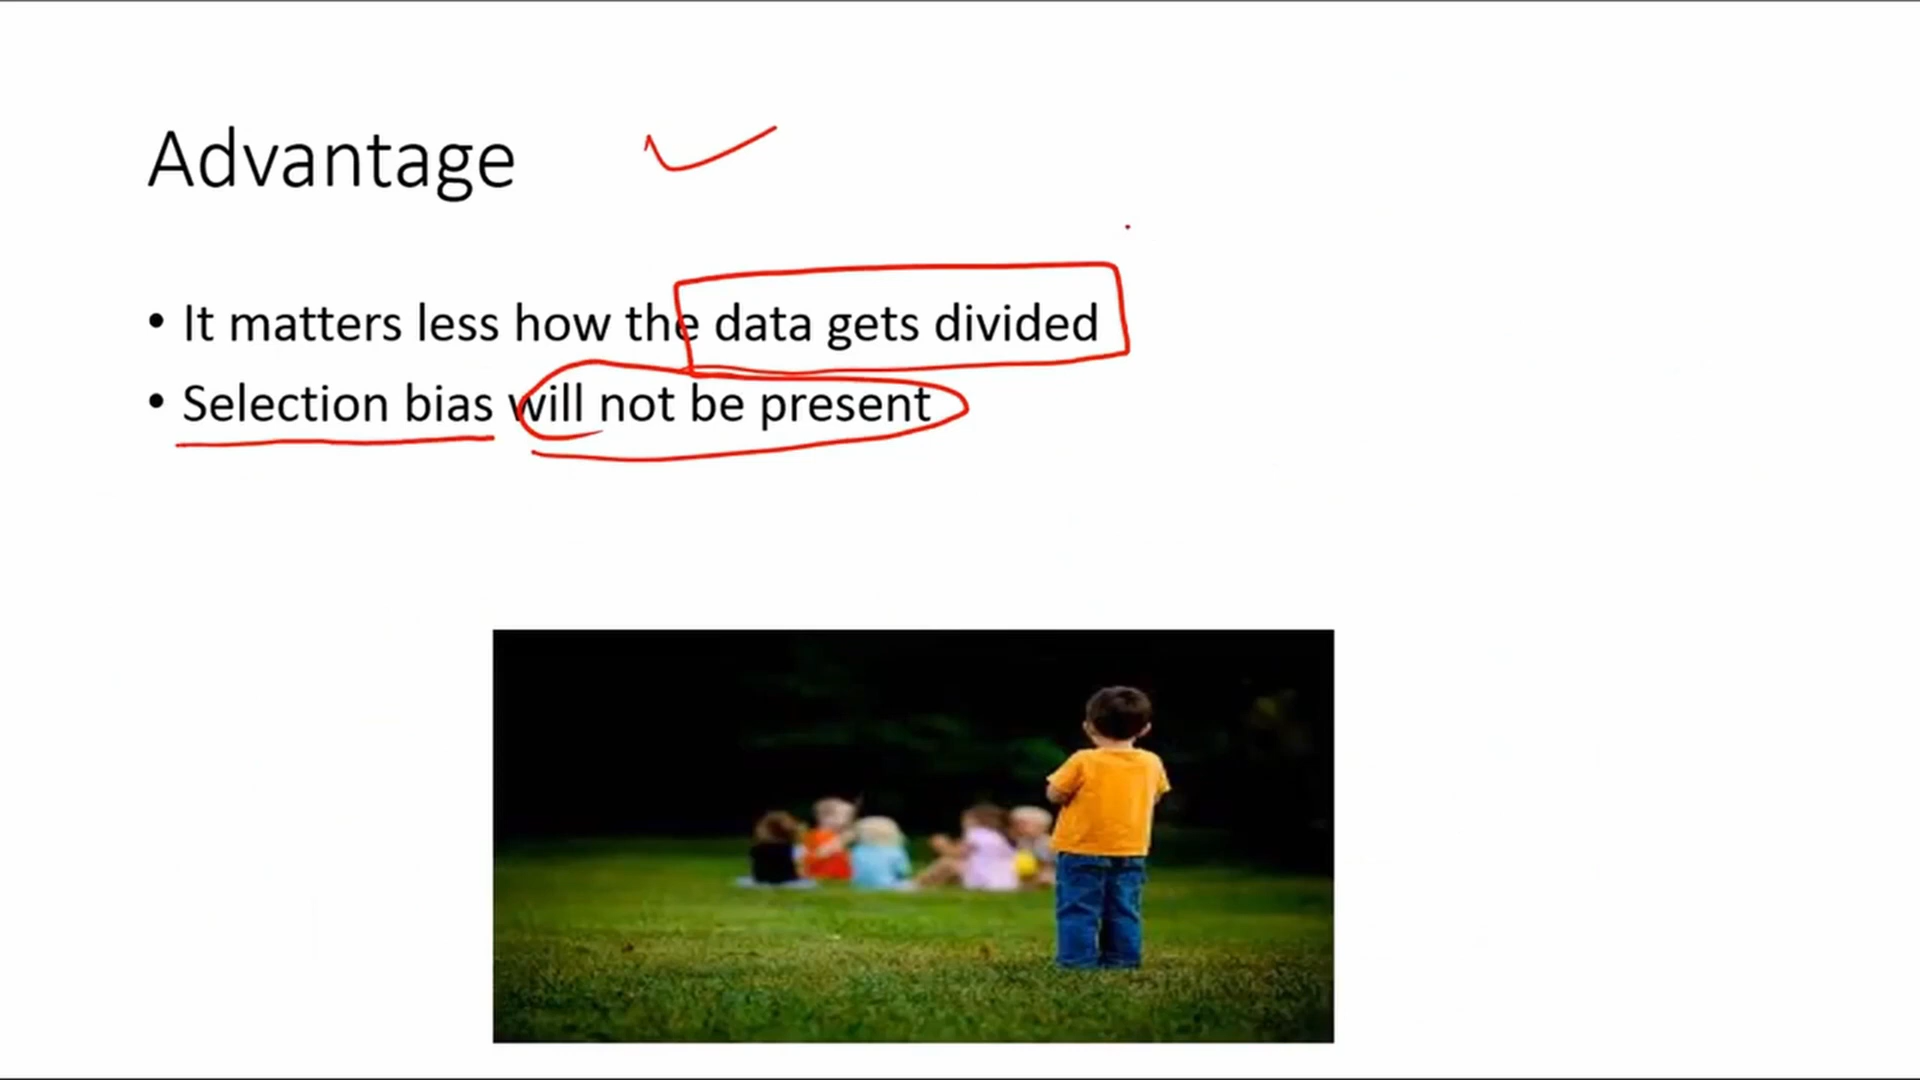 Advantage
• It matters less how the data gets divided
• Selection bias will not be present